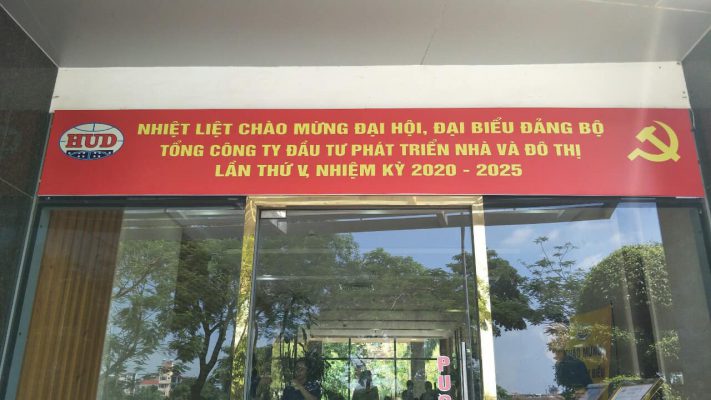 HUD
NHIỆT LIỆT CHÀO MỪNG ĐẠI HỘI, ĐẠI BIỂU ĐẢNG BỘ
TỔNG CÔNG TY ĐẦU TƯ PHÁT TRIỂN NHÀ VÀ ĐÔ THỊ
LẦN THỨ V, NHIỆM KỲ 2020 - 2025